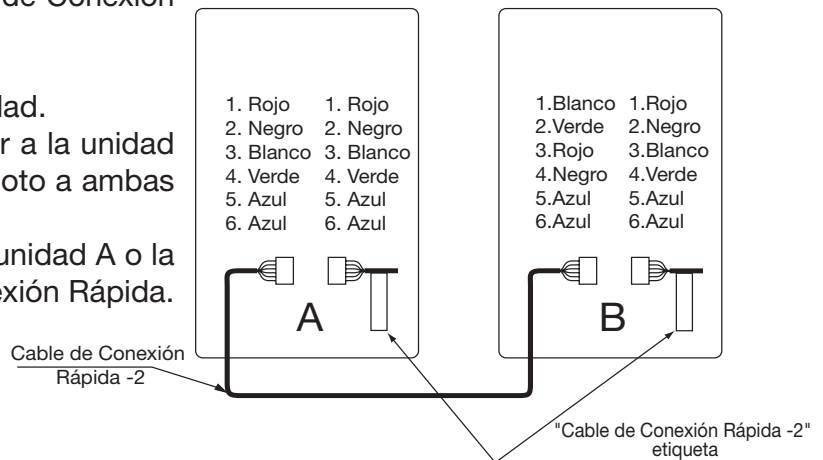 de Conexión
dad.
r a la unidad
oto a ambas
unidad A o la
exión Rápida.
1. Rojo
2. Negro
3. Blanco
4. Verde
5. Azul
6. Azul
1. Rojo
2. Negro
3. Blanco
4. Verde
5. Azul
6. Azul
A
1.Blanco
2.Verde
3.Rojo
4.Negro
5.Azul
6.Azul
1.Rojo
2.Negro
3.Blanco
4.Verde
5.Azul
6.Azul
B
Cable de Conexión
Rápida -2
"Cable de Conexión Rápida -2"
etiqueta